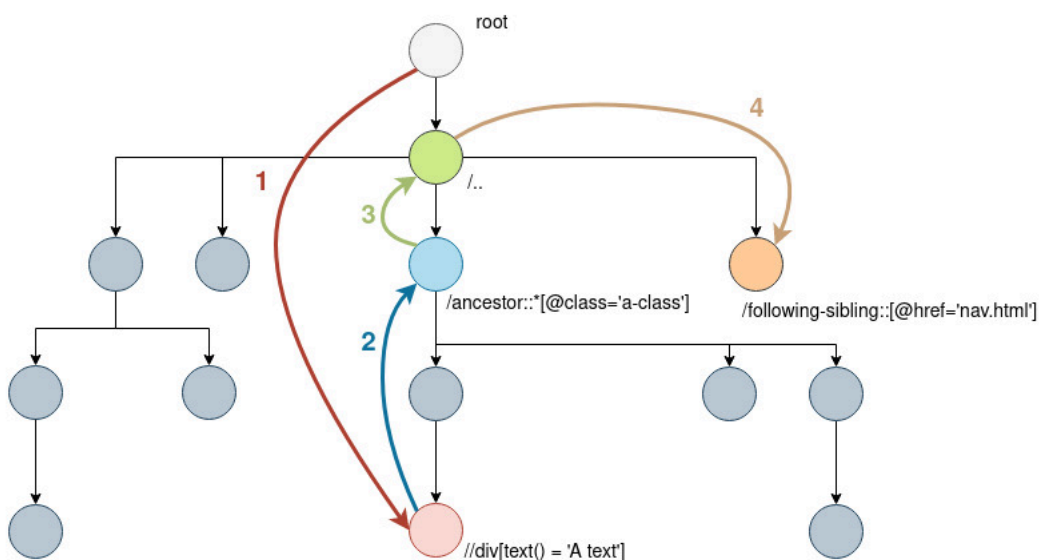 root
4
1
/..
3
/ancestor::*[@class='a-class']
/following-sibling::[@href='nav.html']
2
//div[text() = 'A text']